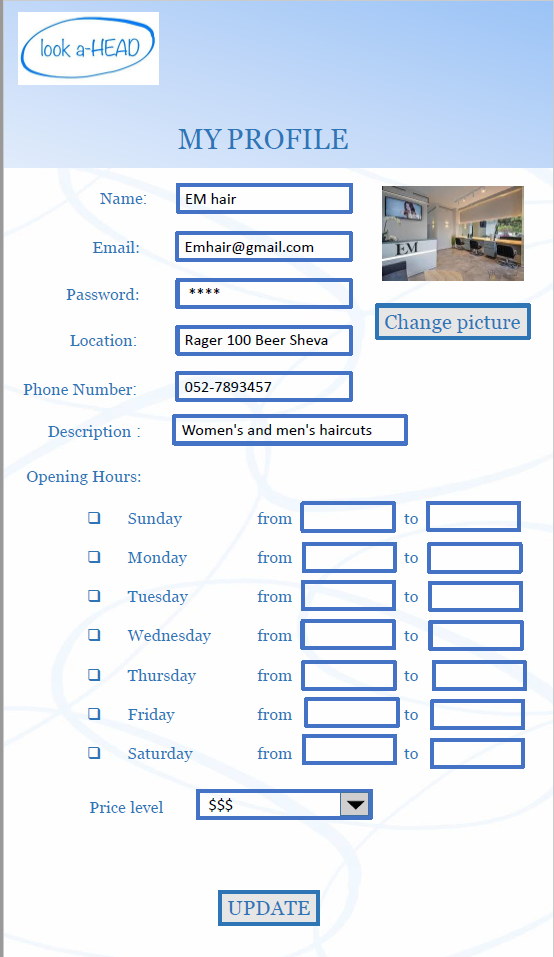 look a-HEAD
MY PROFILE
Name: EM hair
EM
Email: Emhair@gmail.com
Password: ****
Change picture
Location: Rager 100 Beer Sheva
Phone Number: 052-7893457
Description : Women's and men's haircuts
Opening Hours:
Sunday from to
Monday from to
Tuesday from to
Wednesday from to
Thursday from to
Friday from to
Saturday from to
Price level $$$
UPDATE